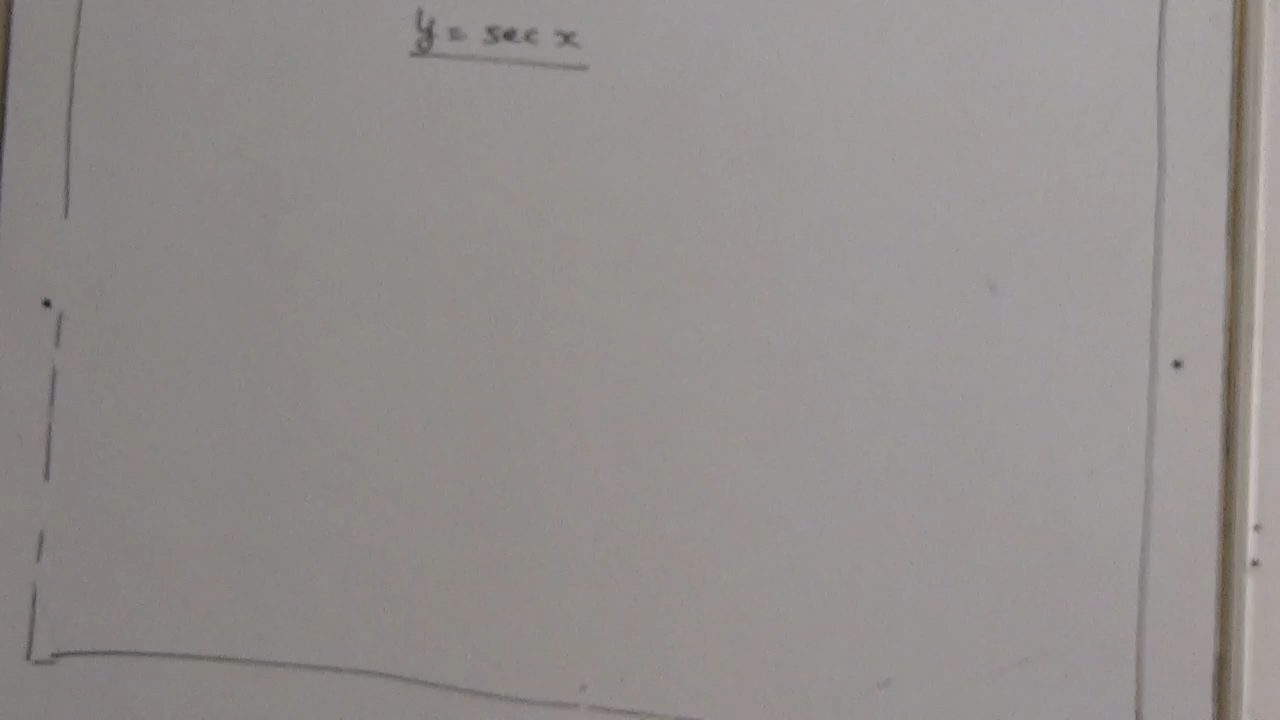 y = sec x